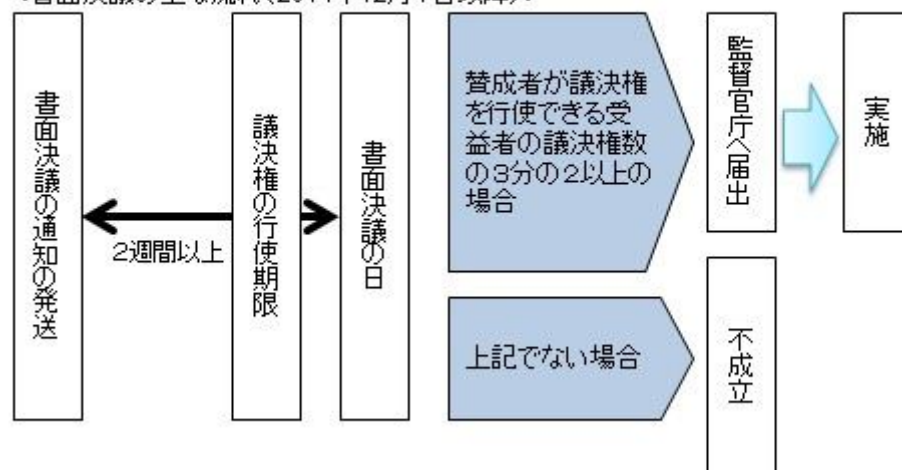 書面決議の通知の発送
2週間以上
議決権の行使期限
書面決議の日
賛成者が議決権
を行使できる受
益者の議決権数
の3分の2以上の
場合
監督官庁へ届出
実施
上記でない場合
不成立